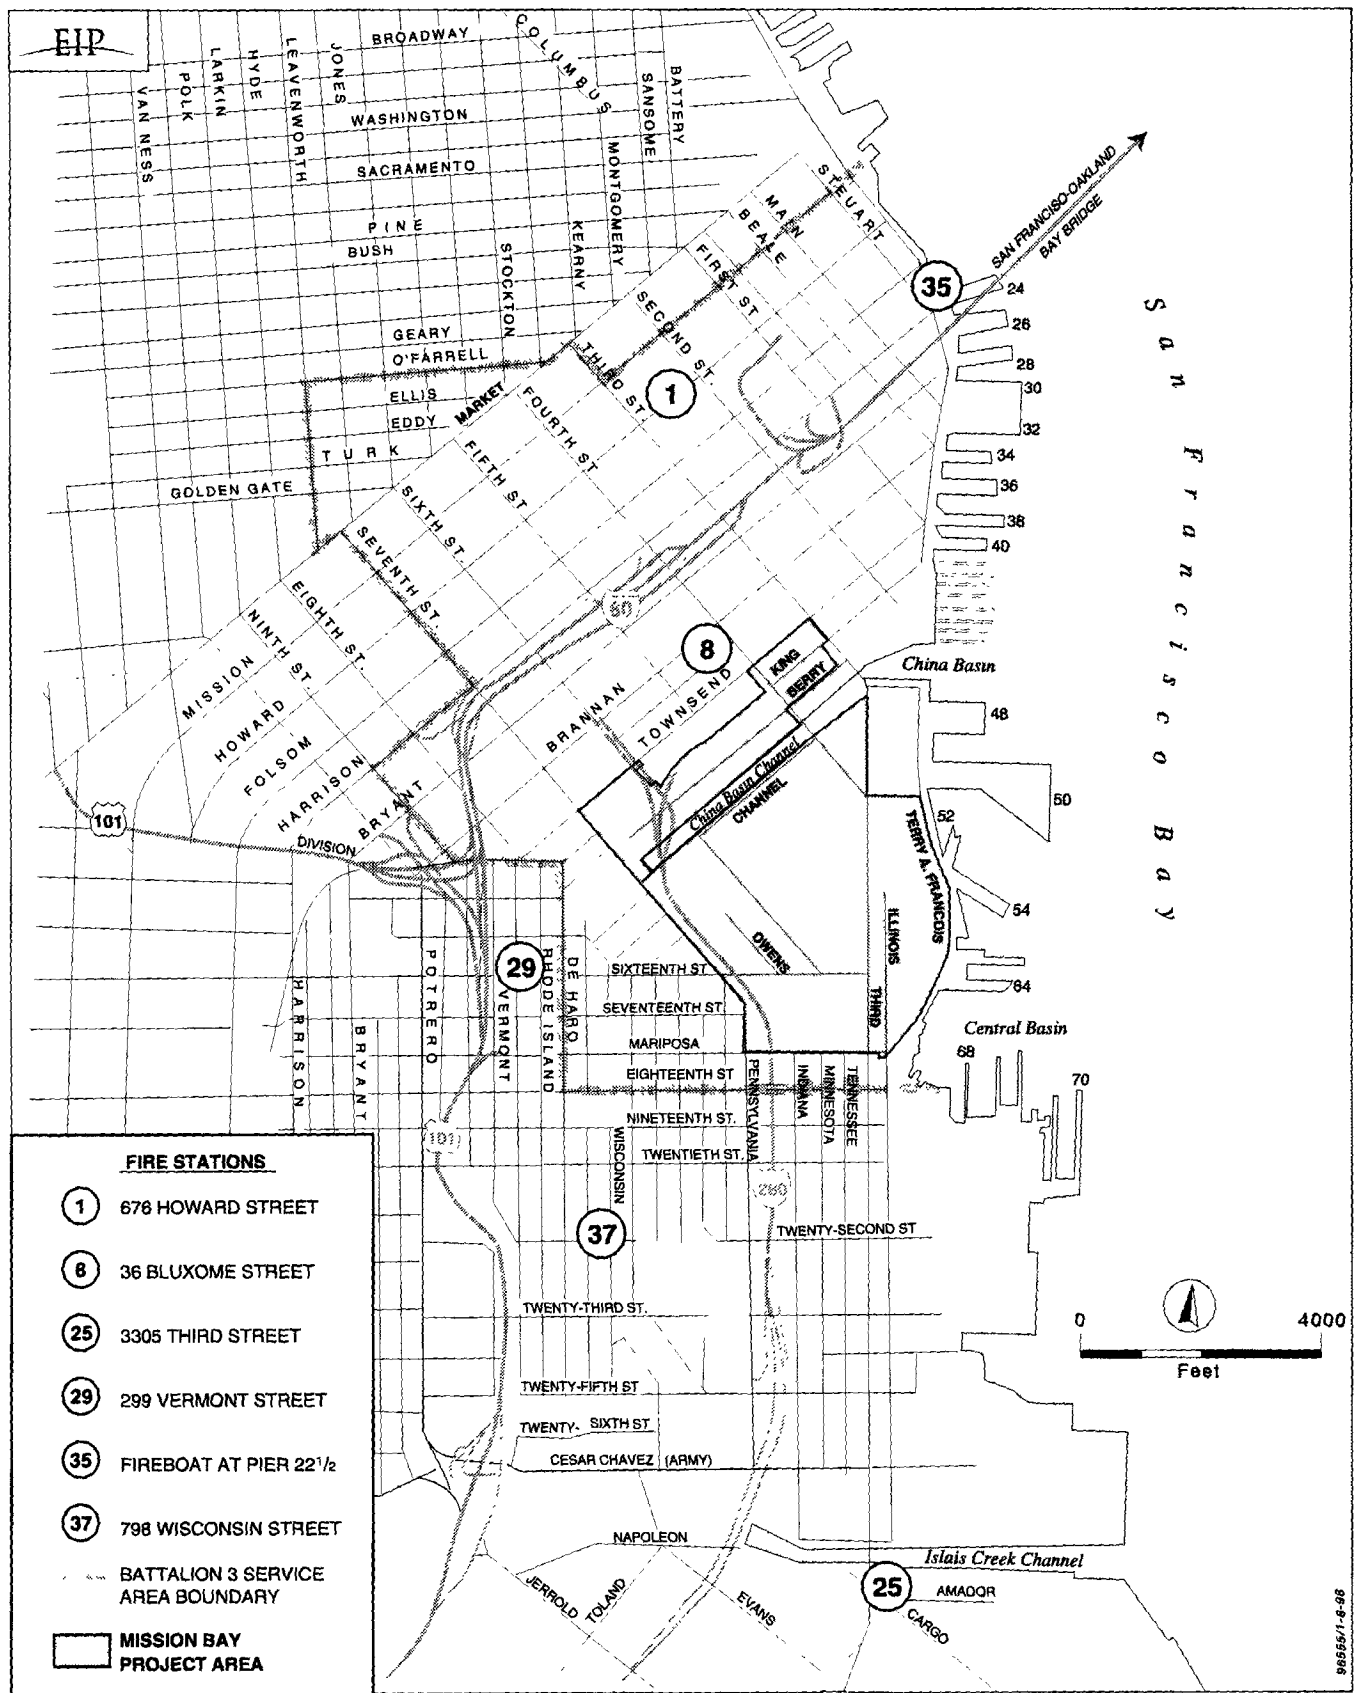 EIP
BROADWAY
COLUMBUS
VAN NESS
POLK
LARKIN
HYDE
LEAVENWORTH
JONES
WASHINGTON
SACRAMENTO
PINE
BUSH
STOCKTON
KEARNY
MONTGOMERY
SANSOME
BATTERY
GEARY
O'FARRELL
ELLIS
EDDY
TURK
GOLDEN GATE
MARKET
STEUART
MAIN
BEALE
FIRST ST
SECOND ST.
THIRD ST.
FOURTH ST
FIFTH ST
SIXTH ST.
SEVENTH ST.
EIGHTH ST.
NINTH ST
MISSION
HOWARD
FOLSOM
HARRISON
BRYANT
BRANNAN
TOWNSEND
KING
BERRY
DIVISION
SAN FRANCISO-OAKLAND
BAY BRIDGE
San Francisco Bay
35
1
8
29
37
25
24
26
28
30
32
34
36
38
40
China Basin
48
50
52
54
64
Central Basin
68
70
80
101
101
280
China Basin Channel
CHANNEL
TERRY A. FRANCOIS
ILLINOIS
THIRD
OWENS
HARRISON
BRYANT
POTRERO
VERMONT
RHODE ISLAND
DE HARO
SIXTEENTH ST
SEVENTEENTH ST.
MARIPOSA
EIGHTEENTH ST
NINETEENTH ST.
TWENTIETH ST.
WISCONSIN
PENNSYLVANIA
INDIANA
MINNESOTA
TENNESSEE
TWENTY-SECOND ST
TWENTY-THIRD ST.
TWENTY-FIFTH ST
TWENTY- SIXTH ST
CESAR CHAVEZ (ARMY)
NAPOLEON
JERROLD
TOLAND
EVANS
Islais Creek Channel
AMADOR
CARGO
0 4000
Feet
FIRE STATIONS
1 676 HOWARD STREET
8 36 BLUXOME STREET
25 3305 THIRD STREET
29 299 VERMONT STREET
35 FIREBOAT AT PIER 22 1/2
37 798 WISCONSIN STREET
BATTALION 3 SERVICE
AREA BOUNDARY
MISSION BAY
PROJECT AREA